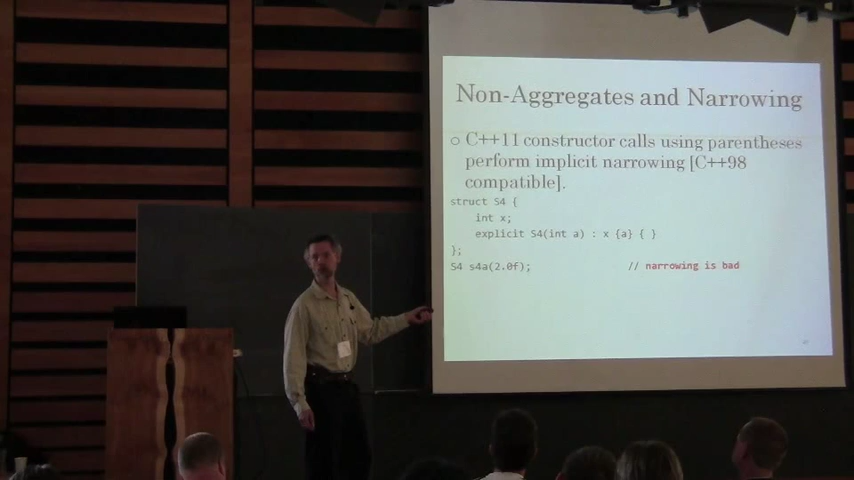 Non-Aggregates and Narrowing
C++11 constructor calls using parentheses
perform implicit narrowing [C++98
compatible].
struct S4 {
int x;
explicit S4(int a) : x {a} { }
};
S4 s4a(2.0f); // narrowing is bad